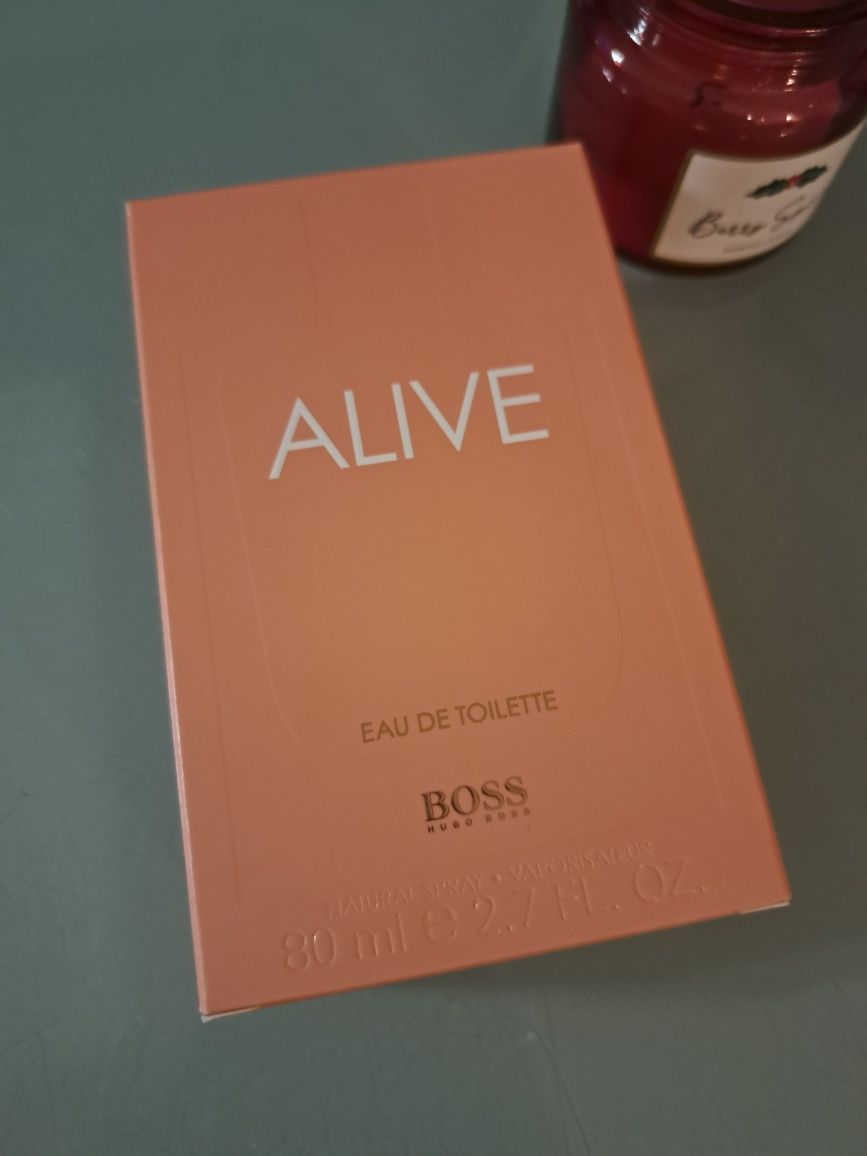 ALIVE
EAU DE TOILETTE
BOSS
HUGO BOSS
NATURAL SPRAY • VAPORISATEUR
80 ml e 2.7 FL. OZ.